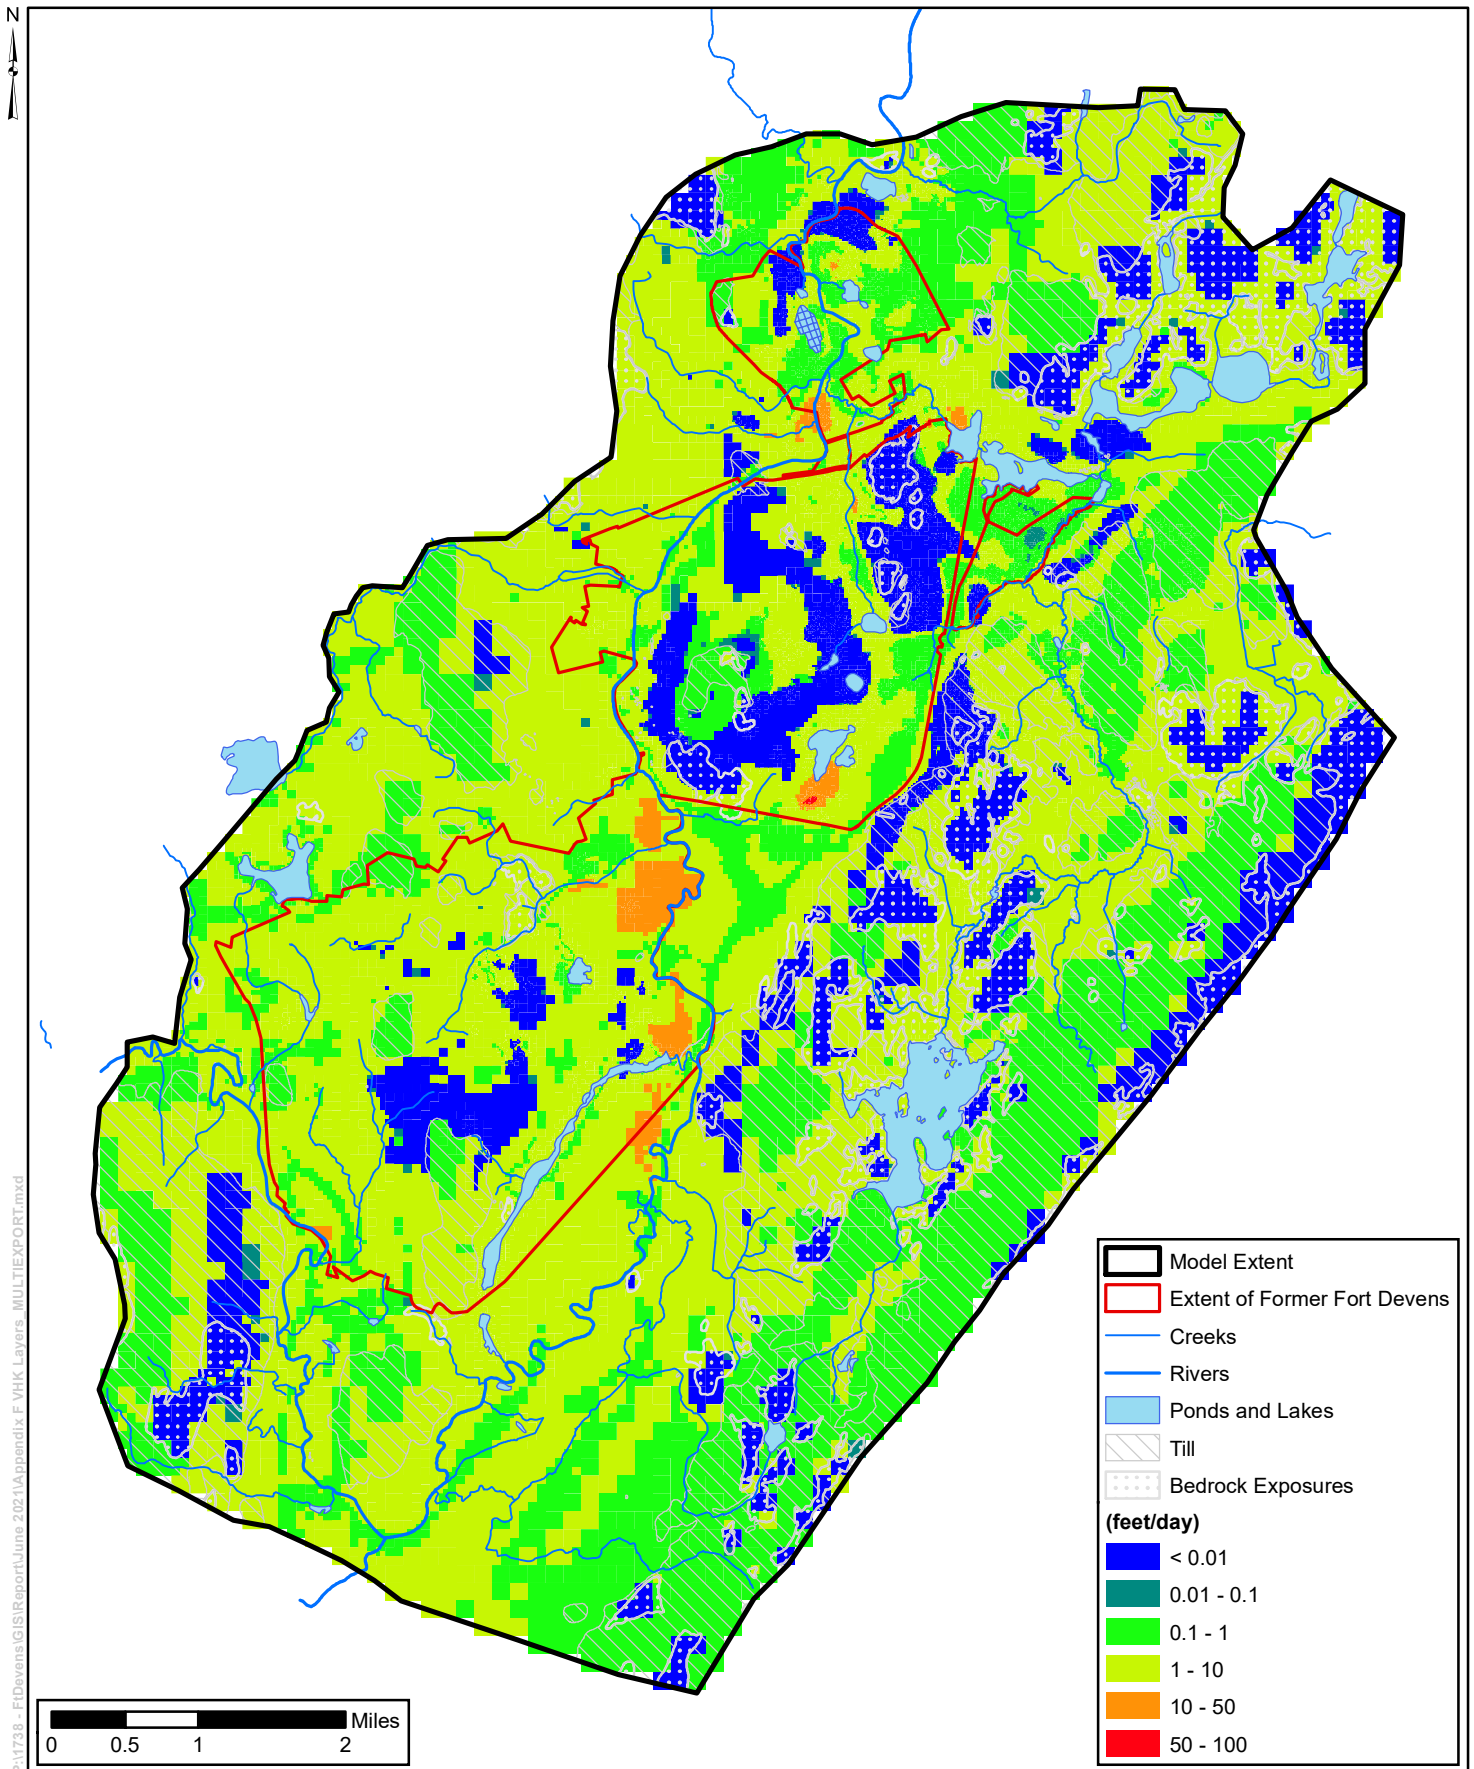 N
P:\1738 - FtDevens\GIS\Report\June 2021\Appendix F VHK Layers_MULTIEXPORT.mxd
Model Extent
Extent of Former Fort Devens
Creeks
Rivers
Ponds and Lakes
Till
Bedrock Exposures
(feet/day)
< 0.01
0.01 - 0.1
0.1 - 1
1 - 10
10 - 50
50 - 100
Miles
0 0.5 1 2